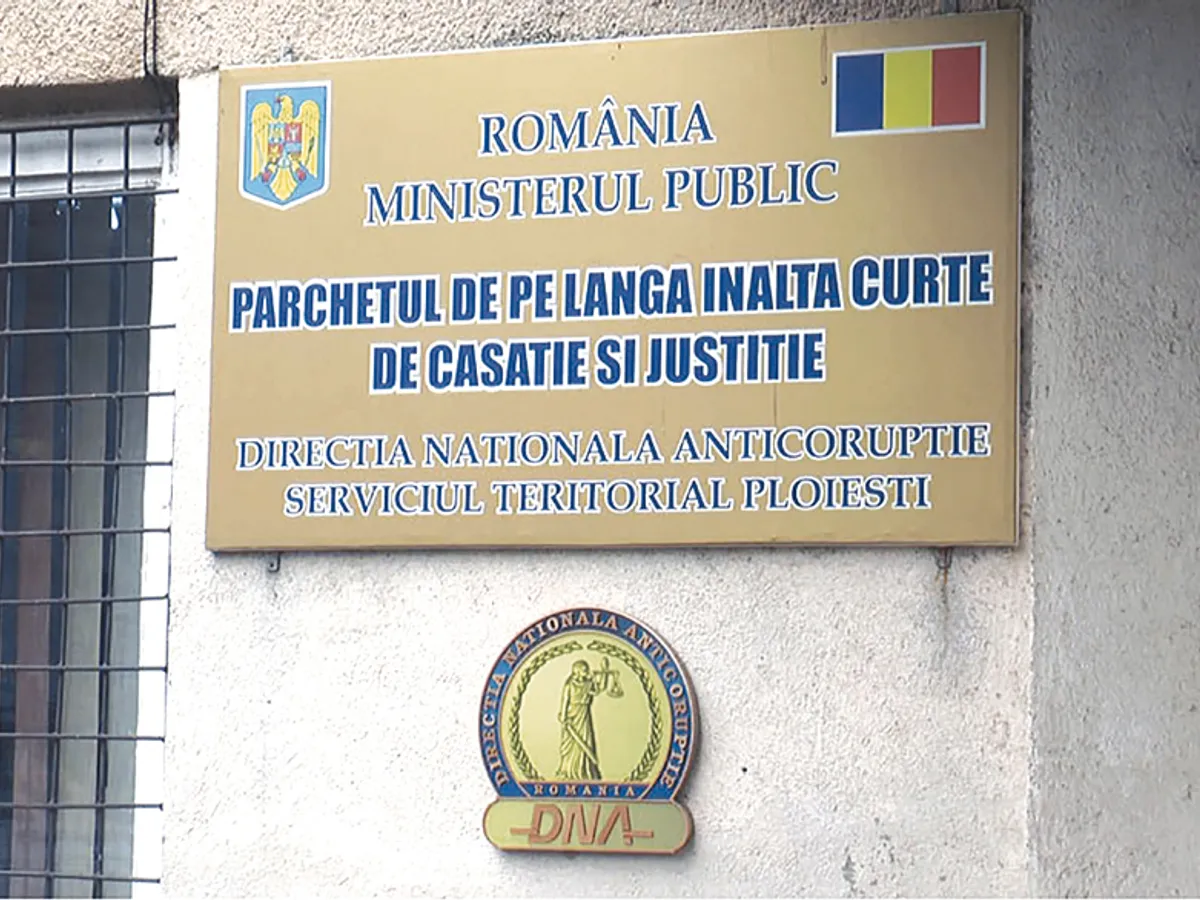 ROMÂNIA
MINISTERUL PUBLIC
PARCHETUL DE PE LANGA INALTA CURTE
DE CASATIE SI JUSTITIE
DIRECTIA NATIONALA ANTICORUPTIE
SERVICIUL TERITORIAL PLOIESTI
DIRECTIA NATIONALA ANTICORUPTIE
ROMANIA
DNA